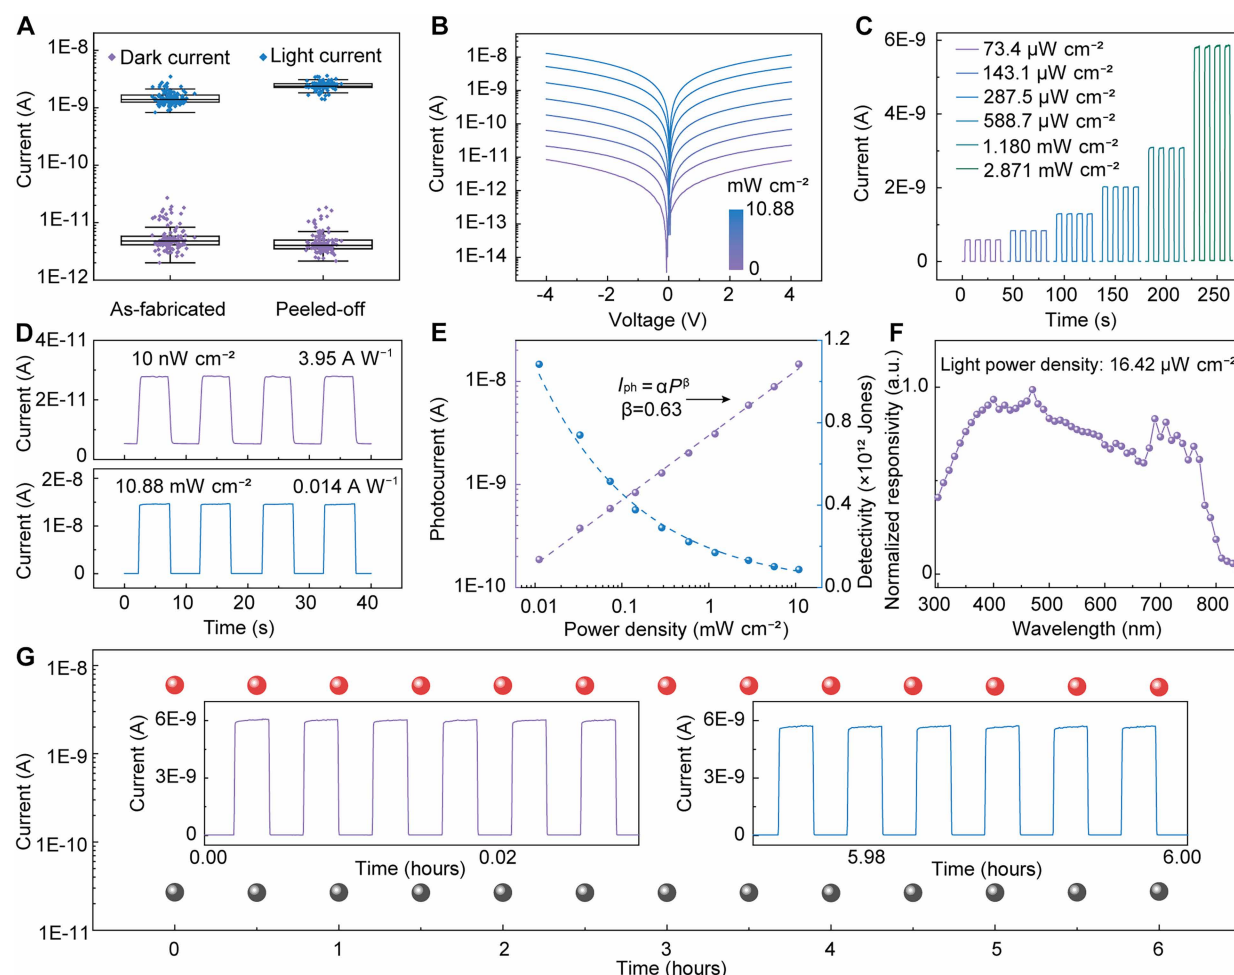 A
Dark current
Light current
1E-8
1E-9
1E-10
1E-11
1E-12
Current (A)
As-fabricated
Peeled-off
B
1E-8
1E-9
1E-10
1E-11
1E-12
1E-13
1E-14
Current (A)
mW cm⁻²
10.88
0
-4
-2
0
2
4
Voltage (V)
C
6E-9
4E-9
2E-9
0
Current (A)
73.4 µW cm⁻²
143.1 µW cm⁻²
287.5 µW cm⁻²
588.7 µW cm⁻²
1.180 mW cm⁻²
2.871 mW cm⁻²
0 50 100 150 200 250
Time (s)
D
4E-11
2E-11
0
Current (A)
10 nW cm⁻²
3.95 A W⁻¹
2E-8
1E-8
0
Current (A)
10.88 mW cm⁻²
0.014 A W⁻¹
0 10 20 30 40
Time (s)
E
1E-8
1E-9
1E-10
Photocurrent (A)
Iph = αPᵝ
β=0.63
1.2
0.8
0.4
0.0
Detectivity (×10¹² Jones)
0.01 0.1 1 10
Power density (mW cm⁻²)
F
Light power density: 16.42 µW cm⁻²
1.0
0
Normalized responsivity (a.u.)
300 400 500 600 700 800
Wavelength (nm)
G
1E-8
1E-9
1E-10
1E-11
Current (A)
6E-9
3E-9
0
Current (A)
0.00
0.02
Time (hours)
6E-9
3E-9
0
Current (A)
5.98
6.00
Time (hours)
0 1 2 3 4 5 6
Time (hours)